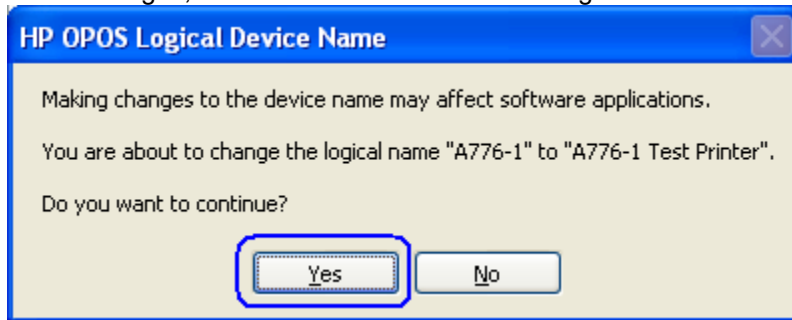 HP OPOS Logical Device Name
Making changes to the device name may affect software applications.
You are about to change the logical name "A776-1" to "A776-1 Test Printer".
Do you want to continue?
Yes No